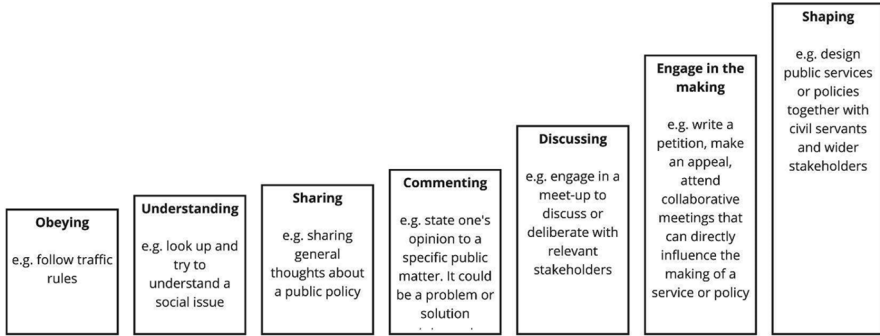 Obeying
e.g. follow traffic
rules
Understanding
e.g. look up and
try to
understand a
social issue
Sharing
e.g. sharing
general
thoughts about
a public policy
Commenting
e.g. state one's
opinion to a
specific public
matter. It could
be a problem or
solution
Discussing
e.g. engage in a
meet-up to
discuss or
deliberate with
relevant
stakeholders
Engage in the
making
e.g. write a
petition, make
an appeal,
attend
collaborative
meetings that
can directly
influence the
making of a
service or policy
Shaping
e.g. design
public services
or policies
together with
civil servants
and wider
stakeholders